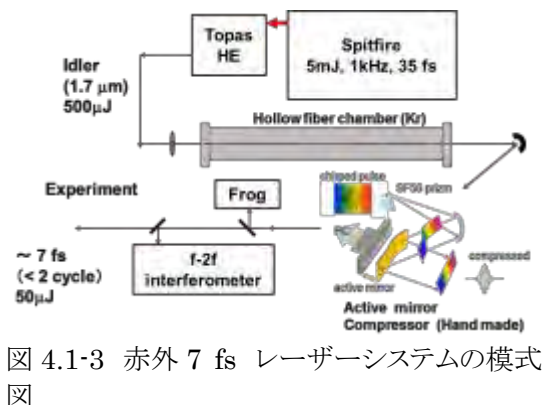 Topas
HE
Spitfire
5mJ, 1kHz, 35 fs
Idler
(1.7 μm)
500μJ
Hollow fiber chamber (Kr)
chirped pulse
SF56 prizm
Experiment
Frog
~ 7 fs
(< 2 cycle)
50μJ
f-2f
interferometer
active mirror
compressed
Active mirror
Compressor (Hand made)
図 4.1-3 赤外 7 fs レーザーシステムの模式
図